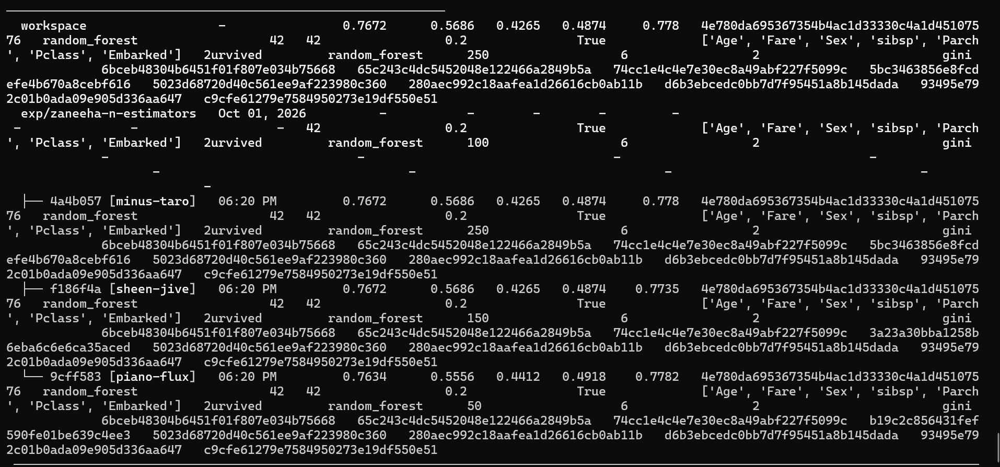 workspace - 0.7672 0.5686 0.4265 0.4874 0.778 4e780da695367354b4ac1d33330c4a1d451075
76 random_forest 42 42 0.2 True ['Age', 'Fare', 'Sex', 'sibsp', 'Parch
', 'Pclass', 'Embarked'] 2urvived random_forest 250 6 2 gini
6bceb48304b6451f01f807e034b75668 65c243c4dc5452048e122466a2849b5a 74cc1e4c4e7e30ec8a49abf227f5099c 5bc3463856e8fcd
efe4b670a8cebf616 5023d68720d40c561ee9af223980c360 280aec992c18aafea1d26616cb0ab11b d6b3ebcedc0bb7d7f95451a8b145dada 93495e79
2c01b0ada09e905d336aa647 c9cfe61279e7584950273e19df550e51
exp/zaneeha-n-estimators Oct 01, 2026 - - - - -
- - - 42 0.2 True ['Age', 'Fare', 'Sex', 'sibsp', 'Parch
', 'Pclass', 'Embarked'] 2urvived random_forest 100 6 2 gini
- - - -
- - - -
-
├── 4a4b057 [minus-taro] 06:20 PM 0.7672 0.5686 0.4265 0.4874 0.778 4e780da695367354b4ac1d33330c4a1d451075
76 random_forest 42 42 0.2 True ['Age', 'Fare', 'Sex', 'sibsp', 'Parch
', 'Pclass', 'Embarked'] 2urvived random_forest 250 6 2 gini
6bceb48304b6451f01f807e034b75668 65c243c4dc5452048e122466a2849b5a 74cc1e4c4e7e30ec8a49abf227f5099c 5bc3463856e8fcd
efe4b670a8cebf616 5023d68720d40c561ee9af223980c360 280aec992c18aafea1d26616cb0ab11b d6b3ebcedc0bb7d7f95451a8b145dada 93495e79
2c01b0ada09e905d336aa647 c9cfe61279e7584950273e19df550e51
├── f186f4a [sheen-jive] 06:20 PM 0.7672 0.5686 0.4265 0.4874 0.7735 4e780da695367354b4ac1d33330c4a1d451075
76 random_forest 42 42 0.2 True ['Age', 'Fare', 'Sex', 'sibsp', 'Parch
', 'Pclass', 'Embarked'] 2urvived random_forest 150 6 2 gini
6bceb48304b6451f01f807e034b75668 65c243c4dc5452048e122466a2849b5a 74cc1e4c4e7e30ec8a49abf227f5099c 3a23a30bba1258b
6eba6c6e6ca35aced 5023d68720d40c561ee9af223980c360 280aec992c18aafea1d26616cb0ab11b d6b3ebcedc0bb7d7f95451a8b145dada 93495e79
2c01b0ada09e905d336aa647 c9cfe61279e7584950273e19df550e51
└── 9cff583 [piano-flux] 06:20 PM 0.7634 0.5556 0.4412 0.4918 0.7782 4e780da695367354b4ac1d33330c4a1d451075
76 random_forest 42 42 0.2 True ['Age', 'Fare', 'Sex', 'sibsp', 'Parch
', 'Pclass', 'Embarked'] 2urvived random_forest 50 6 2 gini
6bceb48304b6451f01f807e034b75668 65c243c4dc5452048e122466a2849b5a 74cc1e4c4e7e30ec8a49abf227f5099c b19c2c856431fef
590fe01be639c4ee3 5023d68720d40c561ee9af223980c360 280aec992c18aafea1d26616cb0ab11b d6b3ebcedc0bb7d7f95451a8b145dada 93495e79
2c01b0ada09e905d336aa647 c9cfe61279e7584950273e19df550e51